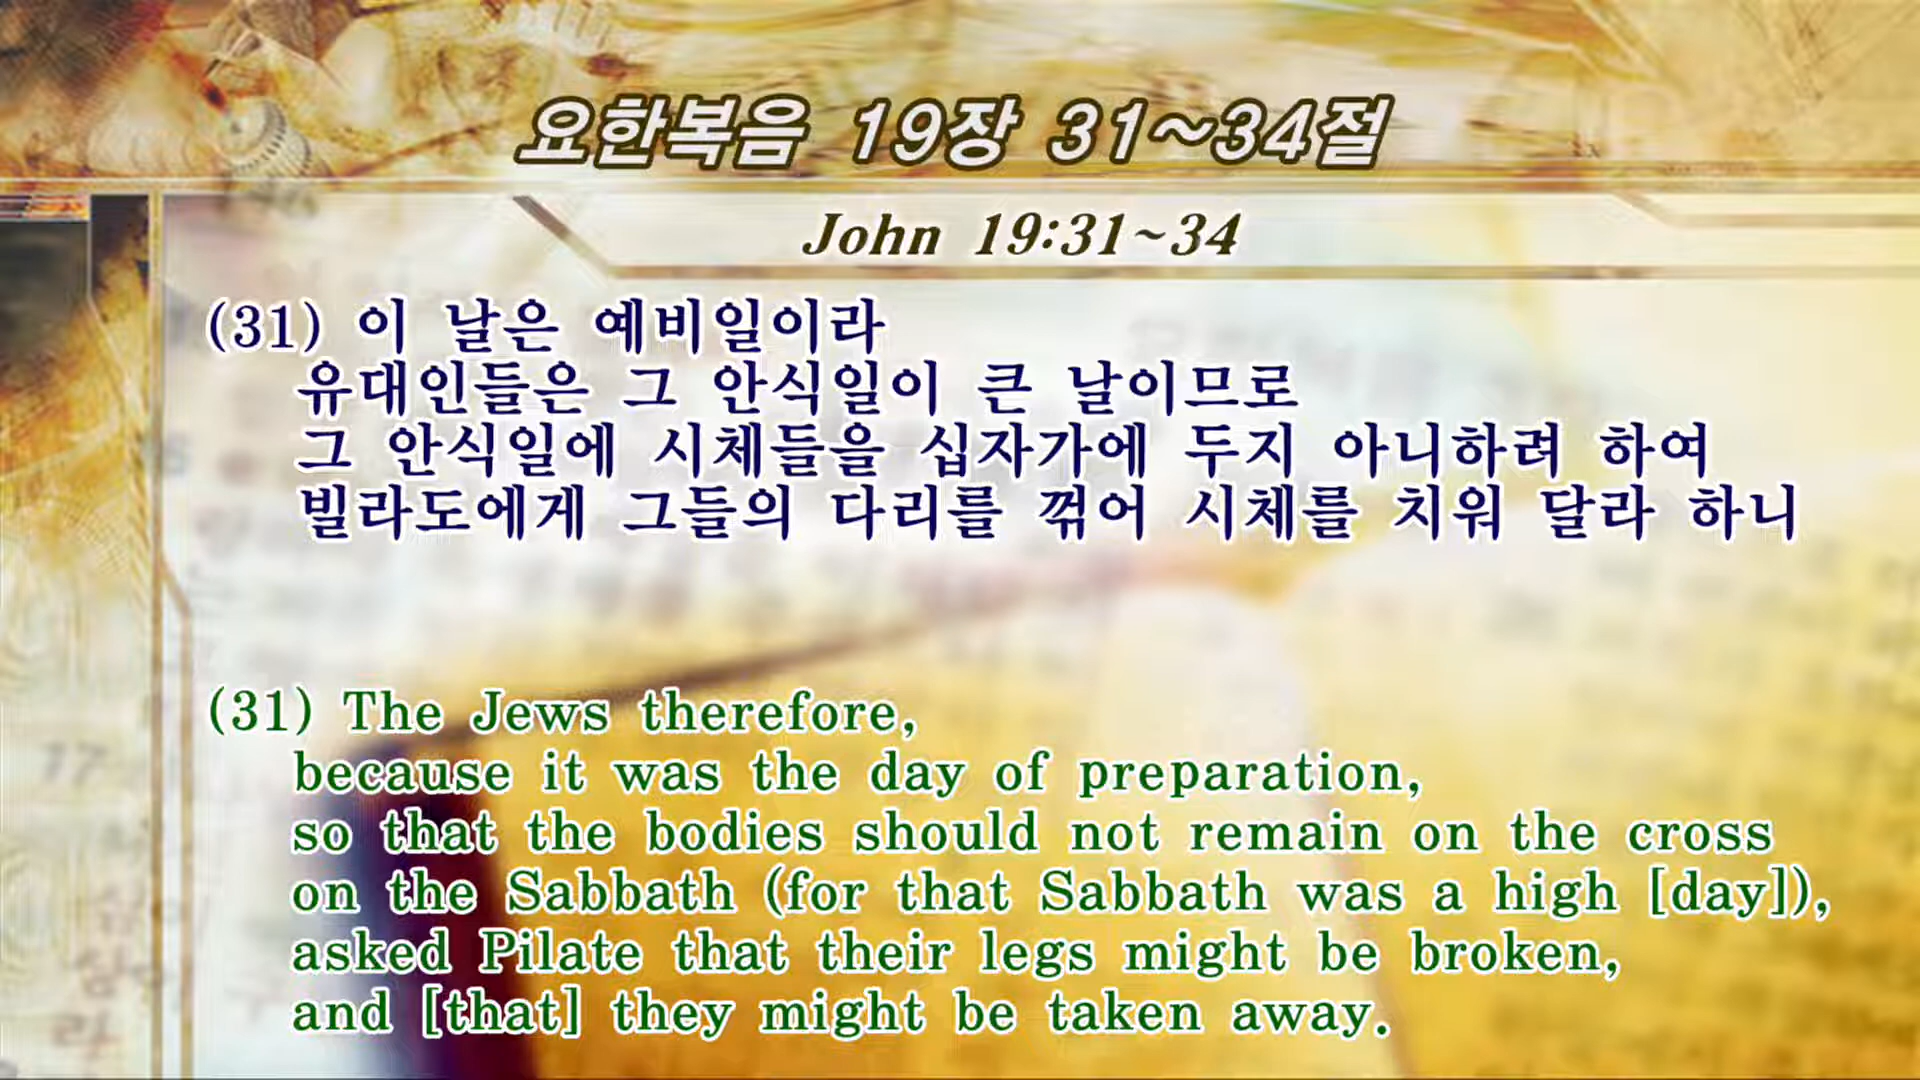 요한복음 19장 31~34절
John 19:31~34
(31) 이 날은 예비일이라
유대인들은 그 안식일이 큰 날이므로
그 안식일에 시체들을 십자가에 두지 아니하려 하여
빌라도에게 그들의 다리를 꺾어 시체를 치워 달라 하니
(31) The Jews therefore,
because it was the day of preparation,
so that the bodies should not remain on the cross
on the Sabbath (for that Sabbath was a high [day]),
asked Pilate that their legs might be broken,
and [that] they might be taken away.